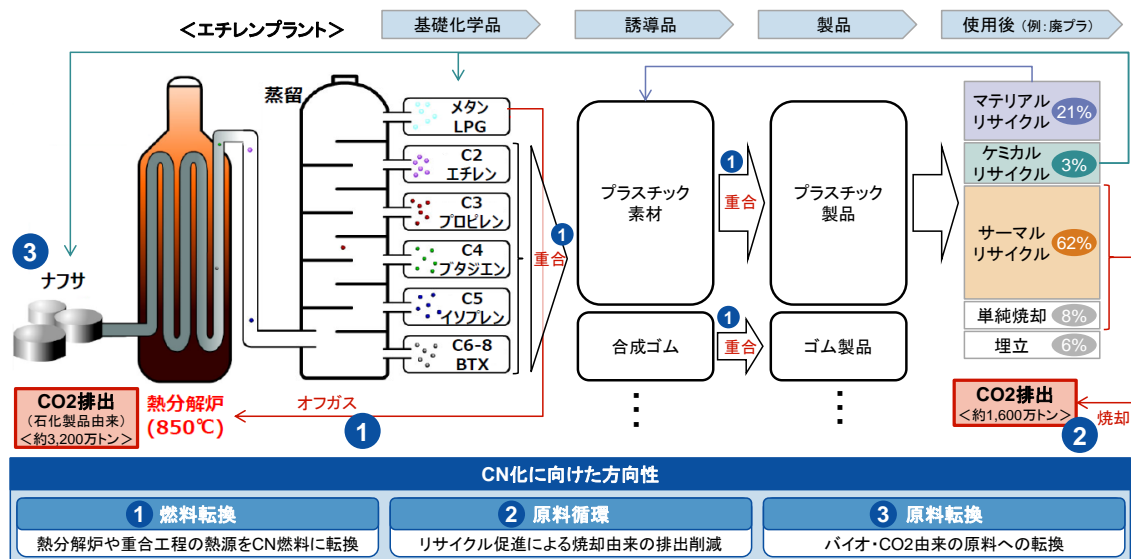 ＜エチレンプラント＞
基礎化学品
誘導品
製品
使用後（例：廃プラ）
蒸留
メタン
LPG
C2
エチレン
C3
プロピレン
C4
ブタジエン
C5
イソプレン
C6-8
BTX
1
重合
プラスチック
素材
1
重合
プラスチック
製品
合成ゴム
1
重合
ゴム製品
マテリアル
リサイクル
21%
ケミカル
リサイクル
3%
サーマル
リサイクル
62%
単純焼却
8%
埋立
6%
3
ナフサ
CO2排出
（石化製品由来）
＜約3,200万トン＞
熱分解炉
(850℃)
オフガス
1
CO2排出
＜約1,600万トン＞
焼却
2
CN化に向けた方向性
1 燃料転換
熱分解炉や重合工程の熱源をCN燃料に転換
2 原料循環
リサイクル促進による焼却由来の排出削減
3 原料転換
バイオ・CO2由来の原料への転換